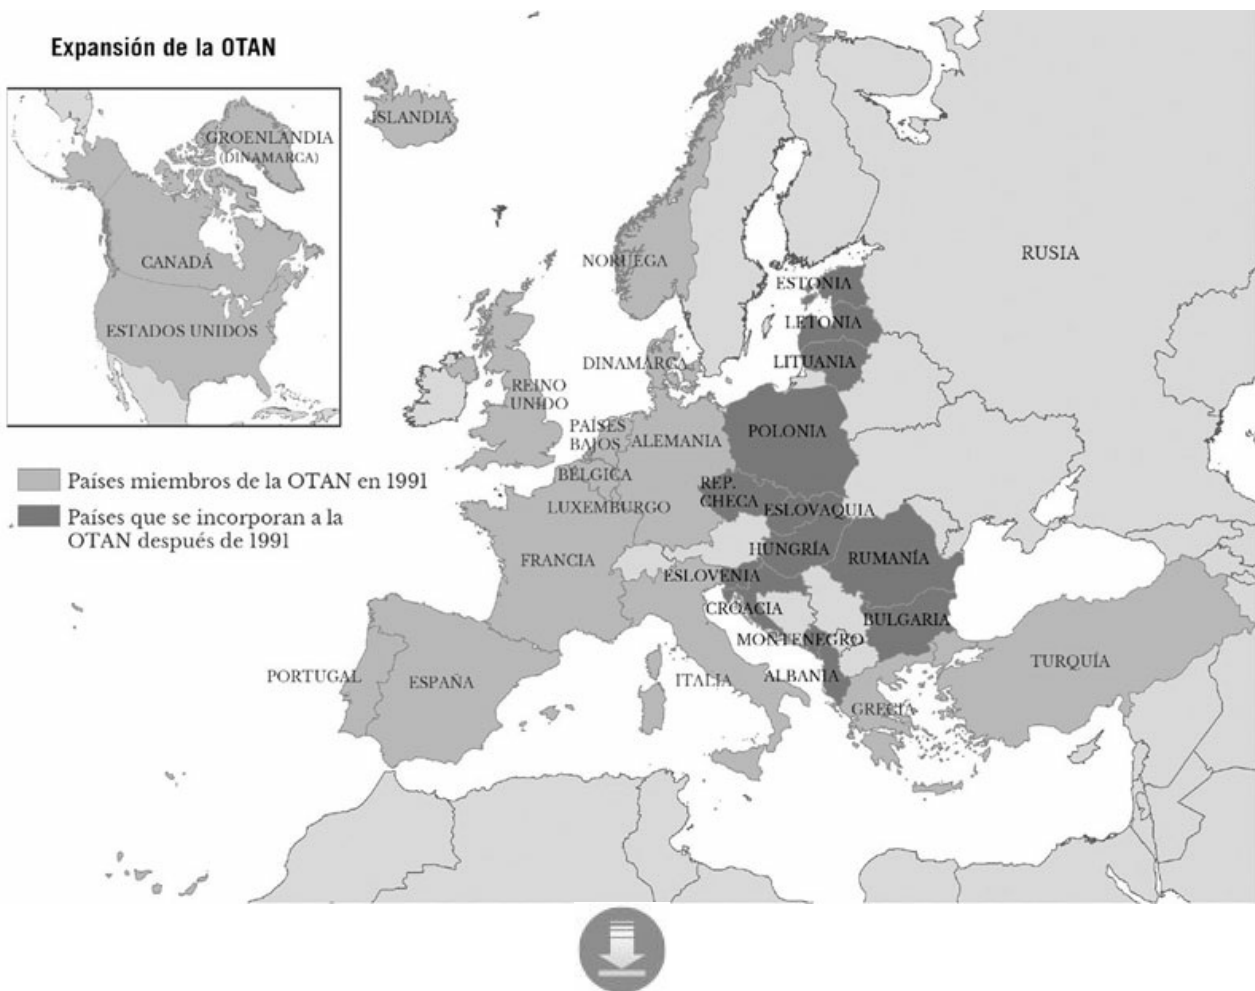 Expansión de la OTAN
GROENLANDIA
(DINAMARCA)
CANADÁ
ESTADOS UNIDOS
Países miembros de la OTAN en 1991
Países que se incorporan a la
OTAN después de 1991
ISLANDIA
NORUEGA
RUSIA
ESTONIA
LETONIA
LITUANIA
DINAMARCA
REINO
UNIDO
PAÍSES
BAJOS
ALEMANIA
POLONIA
BÉLGICA
LUXEMBURGO
REP.
CHECA
ESLOVAQUIA
FRANCIA
HUNGRÍA
RUMANÍA
ESLOVENIA
CROACIA
BULGARIA
MONTENEGRO
PORTUGAL
ESPAÑA
ITALIA
ALBANIA
GRECIA
TURQUÍA